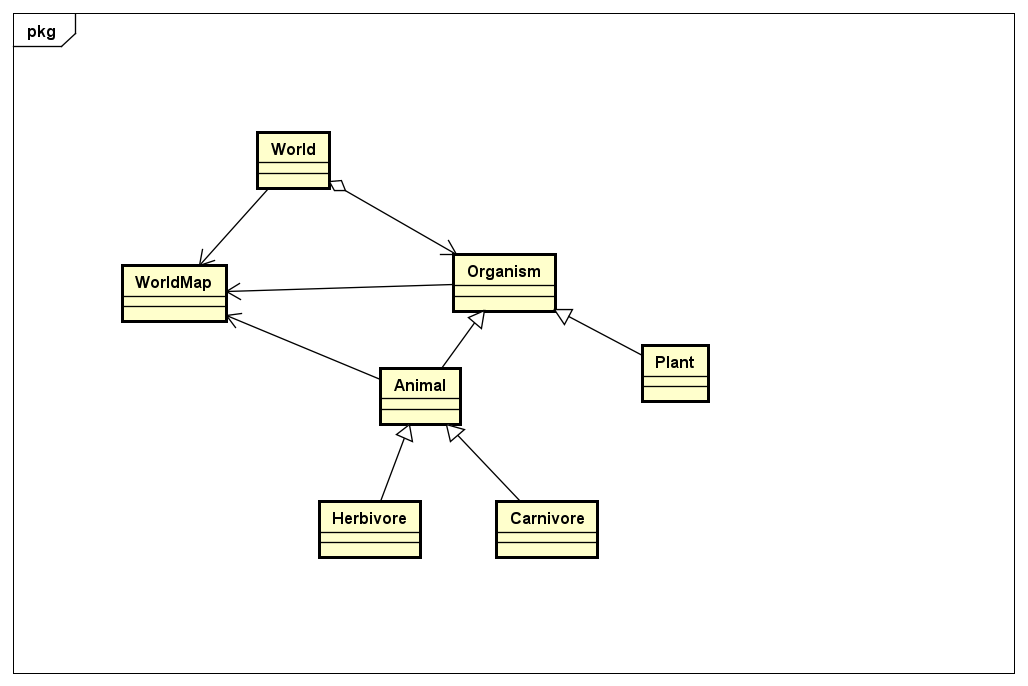 pkg
World
Organism
WorldMap
Plant
Animal
Herbivore
Carnivore